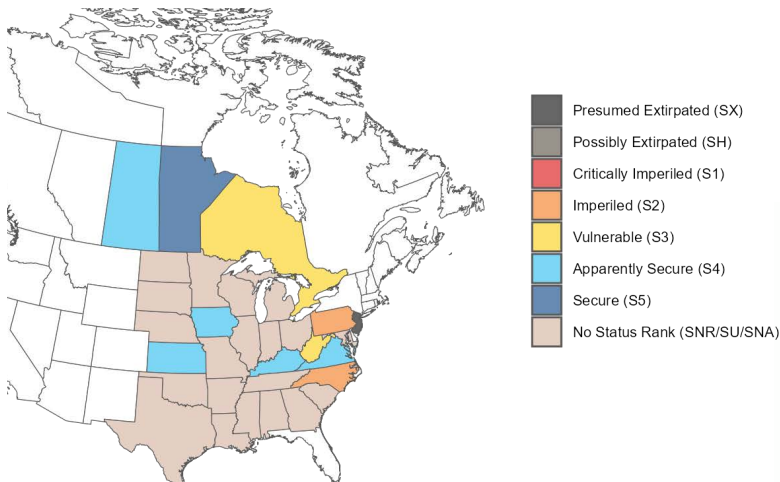 Presumed Extirpated (SX)
Possibly Extirpated (SH)
Critically Imperiled (S1)
Imperiled (S2)
Vulnerable (S3)
Apparently Secure (S4)
Secure (S5)
No Status Rank (SNR/SU/SNA)